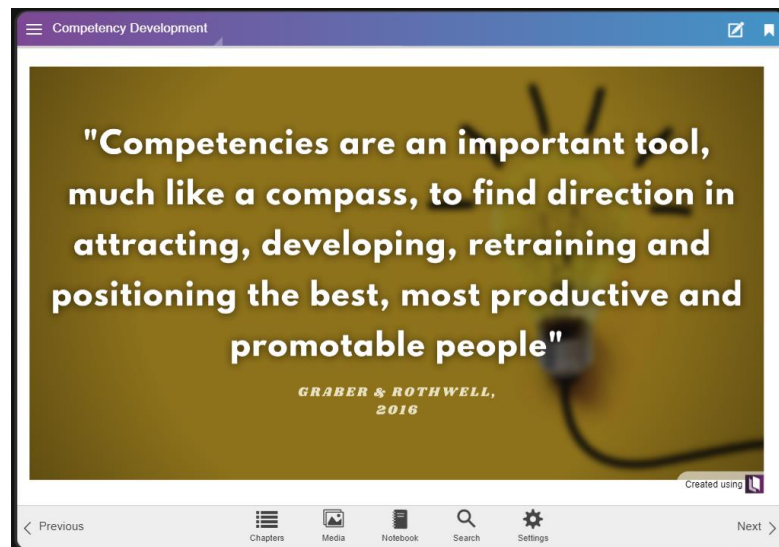 Competency Development
"Competencies are an important tool,
much like a compass, to find direction in
attracting, developing, retraining and
positioning the best, most productive and
promotable people"
GRABER & ROTHWELL,
2016
Created using
Previous
Chapters
Media
Notebook
Search
Settings
Next